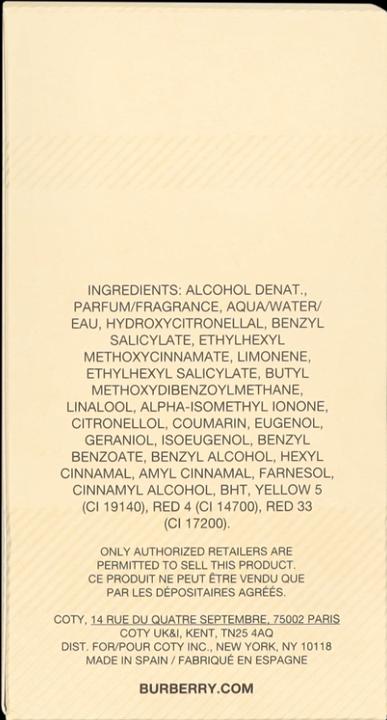 INGREDIENTS: ALCOHOL DENAT.,
PARFUM/FRAGRANCE, AQUA/WATER/
EAU, HYDROXYCITRONELLAL, BENZYL
SALICYLATE, ETHYLHEXYL
METHOXYCINNAMATE, LIMONENE,
ETHYLHEXYL SALICYLATE, BUTYL
METHOXYDIBENZOYLMETHANE,
LINALOOL, ALPHA-ISOMETHYL IONONE,
CITRONELLOL, COUMARIN, EUGENOL,
GERANIOL, ISOEUGENOL, BENZYL
BENZOATE, BENZYL ALCOHOL, HEXYL
CINNAMAL, AMYL CINNAMAL, FARNESOL,
CINNAMYL ALCOHOL, BHT, YELLOW 5
(CI 19140), RED 4 (CI 14700), RED 33
(CI 17200).
ONLY AUTHORIZED RETAILERS ARE
PERMITTED TO SELL THIS PRODUCT.
CE PRODUIT NE PEUT ÊTRE VENDU QUE
PAR LES DÉPOSITAIRES AGRÉÉS.
COTY, 14 RUE DU QUATRE SEPTEMBRE, 75002 PARIS
COTY UK&I, KENT, TN25 4AQ
DIST. FOR/POUR COTY INC., NEW YORK, NY 10118
MADE IN SPAIN / FABRIQUÉ EN ESPAGNE
BURBERRY.COM